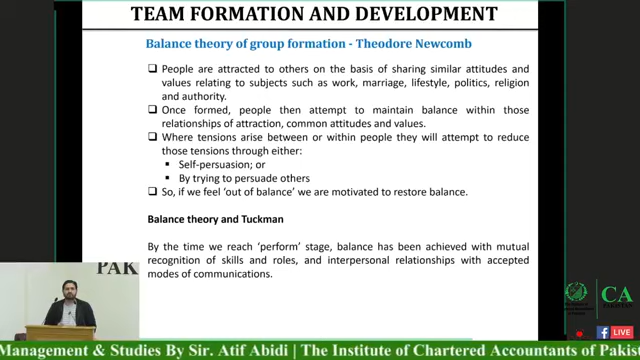 TEAM FORMATION AND DEVELOPMENT
Balance theory of group formation - Theodore Newcomb
❑ People are attracted to others on the basis of sharing similar attitudes and
values relating to subjects such as work, marriage, lifestyle, politics, religion
and authority.
❑ Once formed, people then attempt to maintain balance within those
relationships of attraction, common attitudes and values.
❑ Where tensions arise between or within people they will attempt to reduce
those tensions through either:
▪ Self-persuasion; or
▪ By trying to persuade others
❑ So, if we feel 'out of balance' we are motivated to restore balance.
Balance theory and Tuckman
By the time we reach 'perform' stage, balance has been achieved with mutual
recognition of skills and roles, and interpersonal relationships with accepted
modes of communications.
PAK
CA
PAKISTAN
LIVE
Management & Studies By Sir. Atif Abidi | The Institute of Chartered Accountants of Pakist